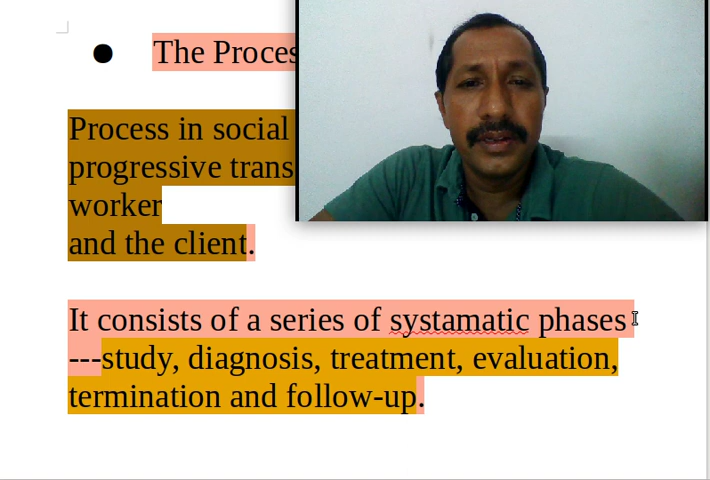 ● The Proces
Process in social
progressive trans
worker
and the client.
It consists of a series of systamatic phases
---study, diagnosis, treatment, evaluation,
termination and follow-up.